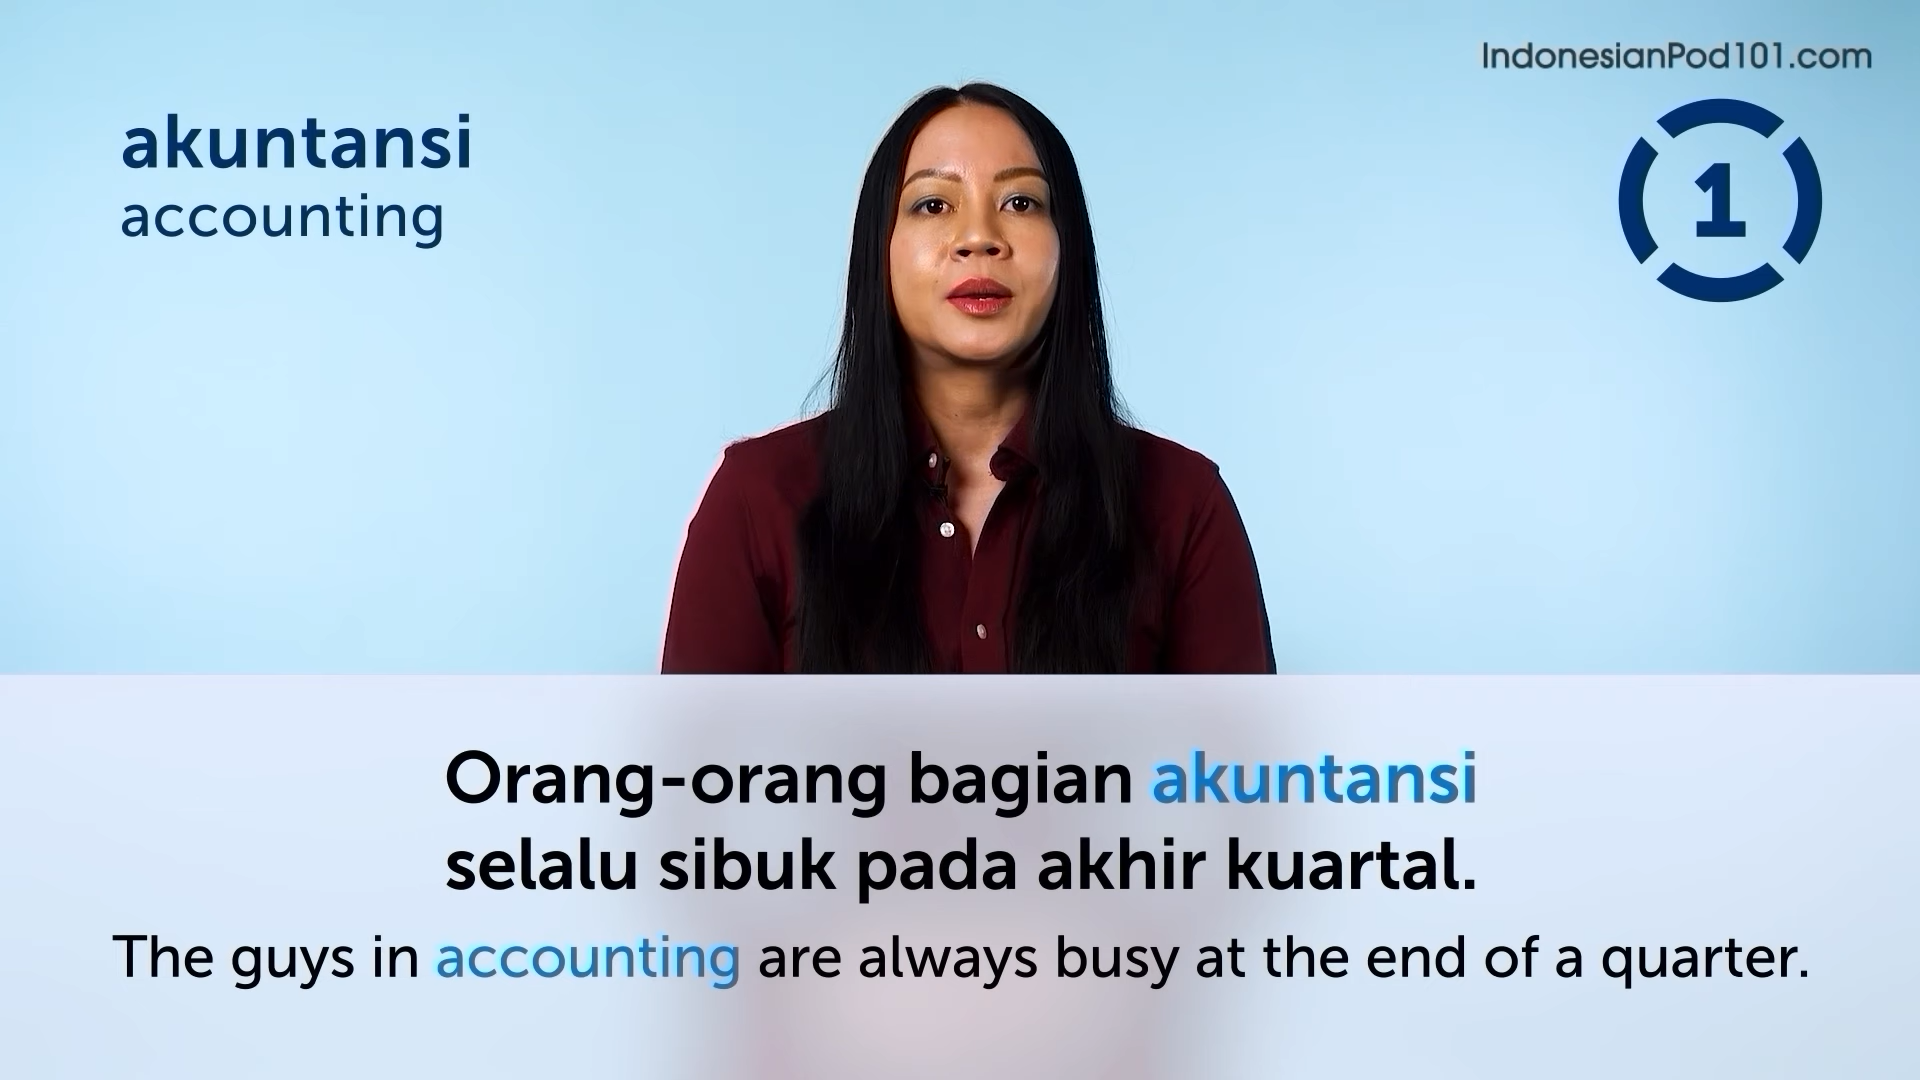 IndonesianPod101.com
akuntansi
accounting
1
Orang-orang bagian akuntansi
selalu sibuk pada akhir kuartal.
The guys in accounting are always busy at the end of a quarter.